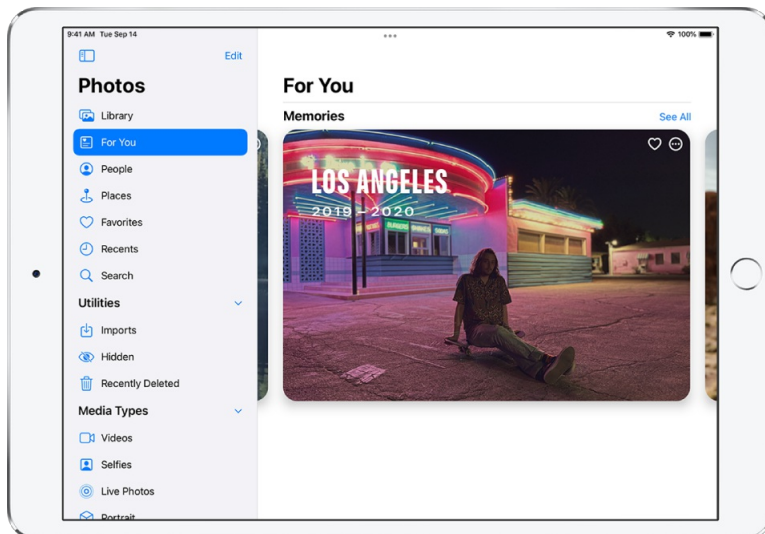 9:41 AM Tue Sep 14
100%
Edit
Photos
Library
For You
People
Places
Favorites
Recents
Search
Utilities
Imports
Hidden
Recently Deleted
Media Types
Videos
Selfies
Live Photos
Portrait
For You
Memories
See All
LOS ANGELES
2019 – 2020
BURGERS SHAKES